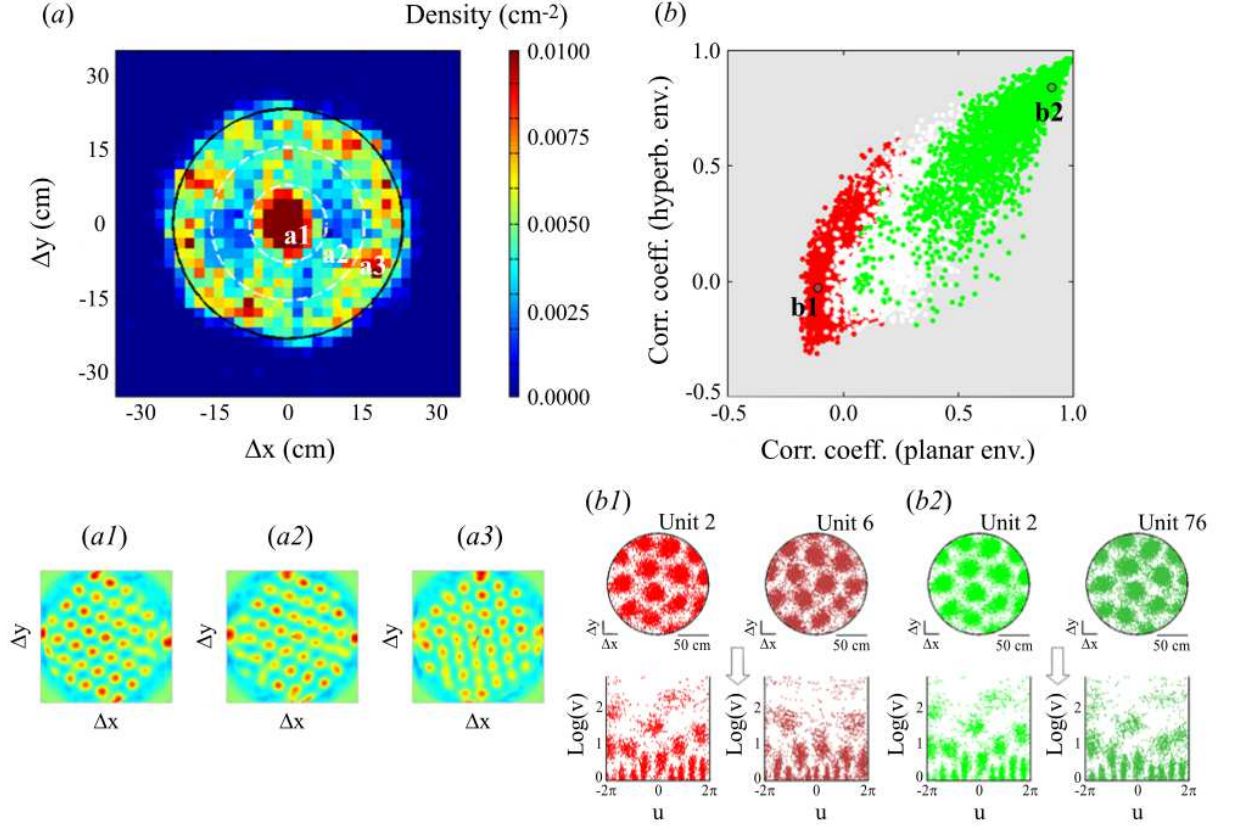 (a)
Density (cm-2)
(b)
30
15
0
-15
-30
Δy (cm)
-30 -15 0 15 30
Δx (cm)
a1
a2
a3
0.0100
0.0075
0.0050
0.0025
0.0000
1.0
0.5
0.0
-0.5
Corr. coeff. (hyperb. env.)
b2
b1
-0.5 0.0 0.5 1.0
Corr. coeff. (planar env.)
(a1) (a2) (a3)
Δy Δy Δy
Δx Δx Δx
(b1) (b2)
Unit 2 Unit 6 Unit 2 Unit 76
Δy Δy Δy Δy
Δx 50 cm Δx 50 cm Δx 50 cm Δx 50 cm
Log(v) Log(v) Log(v) Log(v)
2 2 2 2
1 1 1 1
0 0 0 0
-2π 0 2π -2π 0 2π -2π 0 2π -2π 0 2π
u u u u